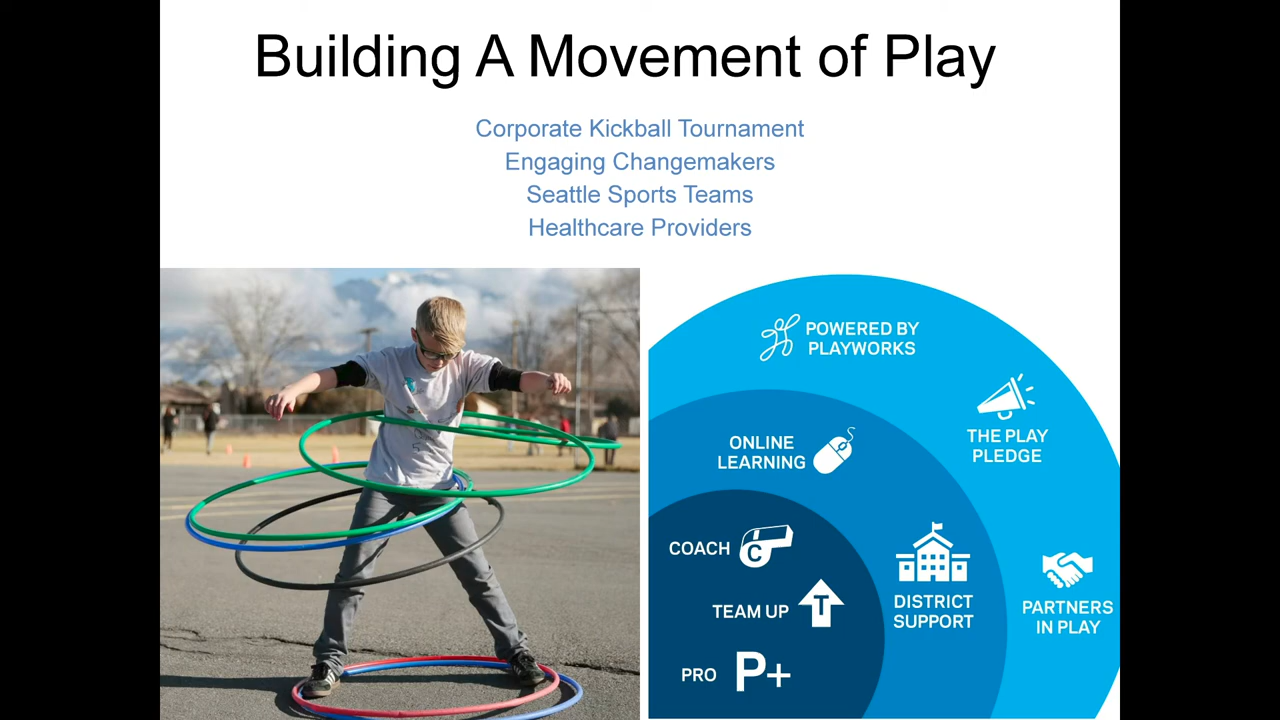 Building A Movement of Play
Corporate Kickball Tournament
Engaging Changemakers
Seattle Sports Teams
Healthcare Providers
POWERED BY
PLAYWORKS
THE PLAY
PLEDGE
ONLINE
LEARNING
COACH
C
TEAM UP
T
PRO
P+
DISTRICT
SUPPORT
PARTNERS
IN PLAY